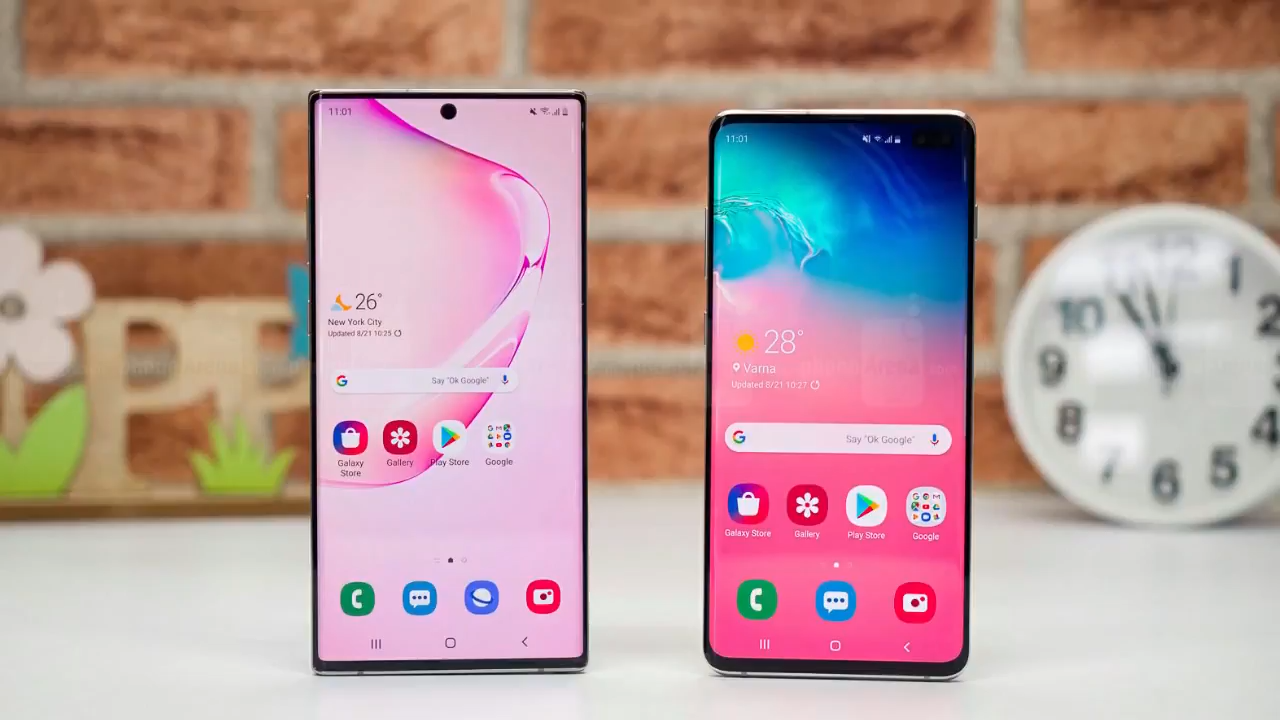 11:01
26°
New York City
Updated 8/21 10:25
Say "Ok Google"
Galaxy
Store
Gallery
Play Store
Google
11:01
28°
Varna
Updated 8/21 10:27
Say "Ok Google"
Galaxy Store
Gallery
Play Store
Google
12
1
2
4
5
6
7
8
9
10